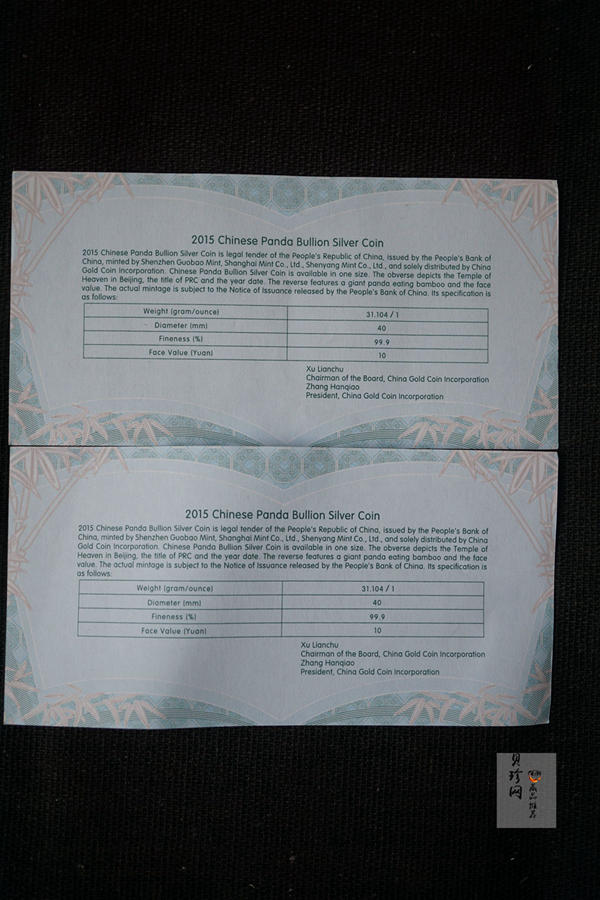 2015 Chinese Panda Bullion Silver Coin
2015 Chinese Panda Bullion Silver Coin is legal tender of the People's Republic of China, issued by the People's Bank of
China, minted by Shenzhen Guobao Mint, Shanghai Mint Co., Ltd., Shenyang Mint Co., Ltd., and solely distributed by China
Gold Coin Incorporation. Chinese Panda Bullion Silver Coin is available in one size. The obverse depicts the Temple of
Heaven in Beijing, the title of PRC and the year date. The reverse features a giant panda eating bamboo and the face
value. The actual mintage is subject to the Notice of Issuance released by the People's Bank of China. Its specification is
as follows:
Weight (gram/ounce) 31.104 / 1
Diameter (mm) 40
Fineness (%) 99.9
Face Value (Yuan) 10
Xu Lianchu
Chairman of the Board, China Gold Coin Incorporation
Zhang Hanqiao
President, China Gold Coin Incorporation
2015 Chinese Panda Bullion Silver Coin
2015 Chinese Panda Bullion Silver Coin is legal tender of the People's Republic of China, issued by the People's Bank of
China, minted by Shenzhen Guobao Mint, Shanghai Mint Co., Ltd., Shenyang Mint Co., Ltd., and solely distributed by China
Gold Coin Incorporation. Chinese Panda Bullion Silver Coin is available in one size. The obverse depicts the Temple of
Heaven in Beijing, the title of PRC and the year date. The reverse features a giant panda eating bamboo and the face
value. The actual mintage is subject to the Notice of Issuance released by the People's Bank of China. Its specification is
as follows:
Weight (gram/ounce) 31.104 / 1
Diameter (mm) 40
Fineness (%) 99.9
Face Value (Yuan) 10
Xu Lianchu
Chairman of the Board, China Gold Coin Incorporation
Zhang Hanqiao
President, China Gold Coin Incorporation
珍网